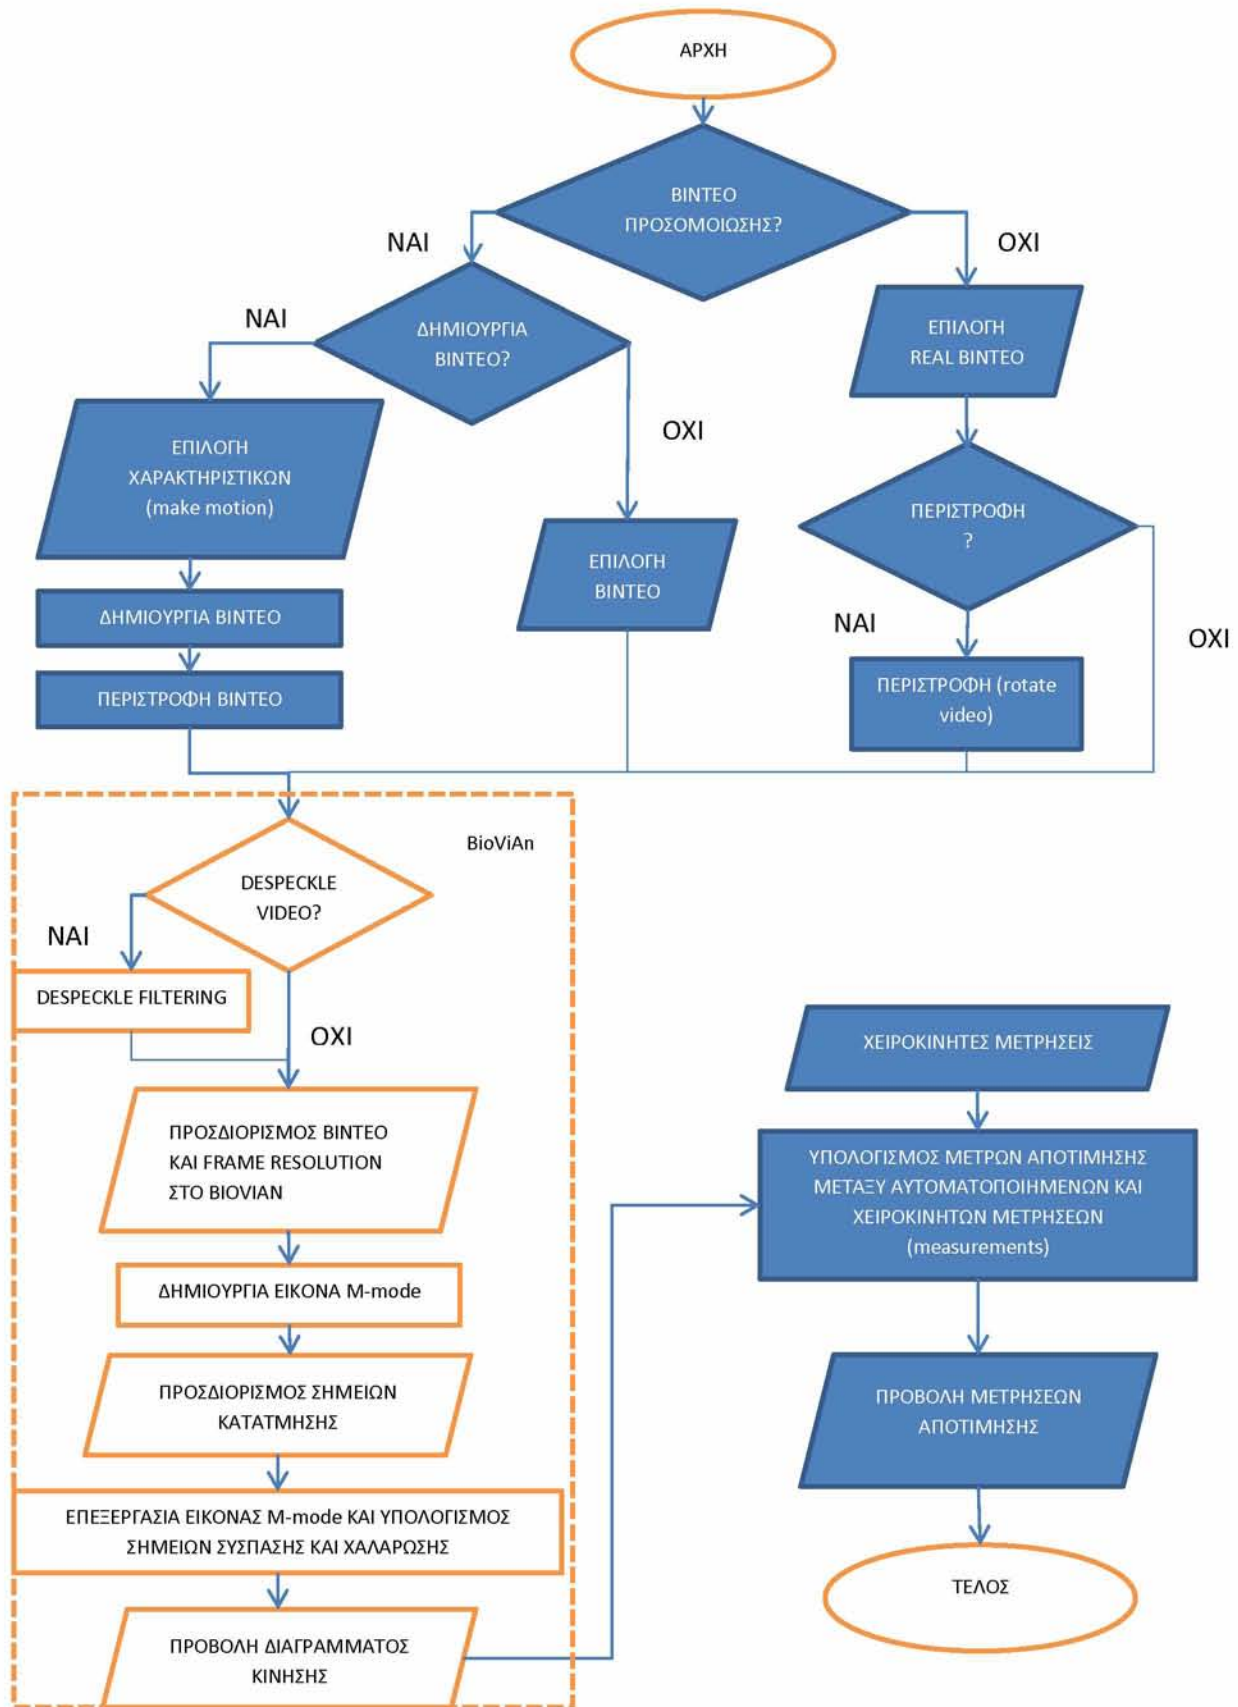 ΑΡΧΗ
ΒΙΝΤΕΟ
ΠΡΟΣΟΜΟΙΩΣΗΣ?
ΝΑΙ
ΟΧΙ
ΔΗΜΙΟΥΡΓΙΑ
ΒΙΝΤΕΟ?
ΝΑΙ
ΟΧΙ
ΕΠΙΛΟΓΗ
REAL ΒΙΝΤΕΟ
ΕΠΙΛΟΓΗ
ΧΑΡΑΚΤΗΡΙΣΤΙΚΩΝ
(make motion)
ΕΠΙΛΟΓΗ
ΒΙΝΤΕΟ
ΠΕΡΙΣΤΡΟΦΗ
?
ΝΑΙ
ΟΧΙ
ΔΗΜΙΟΥΡΓΙΑ ΒΙΝΤΕΟ
ΠΕΡΙΣΤΡΟΦΗ ΒΙΝΤΕΟ
ΠΕΡΙΣΤΡΟΦΗ (rotate
video)
BioViAn
DESPECKLE
VIDEO?
ΝΑΙ
DESPECKLE FILTERING
ΟΧΙ
ΠΡΟΣΔΙΟΡΙΣΜΟΣ ΒΙΝΤΕΟ
ΚΑΙ FRAME RESOLUTION
ΣΤΟ BIOVIAN
ΔΗΜΙΟΥΡΓΙΑ ΕΙΚΟΝΑ M-mode
ΠΡΟΣΔΙΟΡΙΣΜΟΣ ΣΗΜΕΙΩΝ
ΚΑΤΑΤΜΗΣΗΣ
ΕΠΕΞΕΡΓΑΣΙΑ ΕΙΚΟΝΑΣ M-mode ΚΑΙ ΥΠΟΛΟΓΙΣΜΟΣ
ΣΗΜΕΙΩΝ ΣΥΣΠΑΣΗΣ ΚΑΙ ΧΑΛΑΡΩΣΗΣ
ΠΡΟΒΟΛΗ ΔΙΑΓΡΑΜΜΑΤΟΣ
ΚΙΝΗΣΗΣ
ΧΕΙΡΟΚΙΝΗΤΕΣ ΜΕΤΡΗΣΕΙΣ
ΥΠΟΛΟΓΙΣΜΟΣ ΜΕΤΡΩΝ ΑΠΟΤΙΜΗΣΗΣ
ΜΕΤΑΞΥ ΑΥΤΟΜΑΤΟΠΟΙΗΜΕΝΩΝ ΚΑΙ
ΧΕΙΡΟΚΙΝΗΤΩΝ ΜΕΤΡΗΣΕΩΝ
(measurements)
ΠΡΟΒΟΛΗ ΜΕΤΡΗΣΕΩΝ
ΑΠΟΤΙΜΗΣΗΣ
ΤΕΛΟΣ